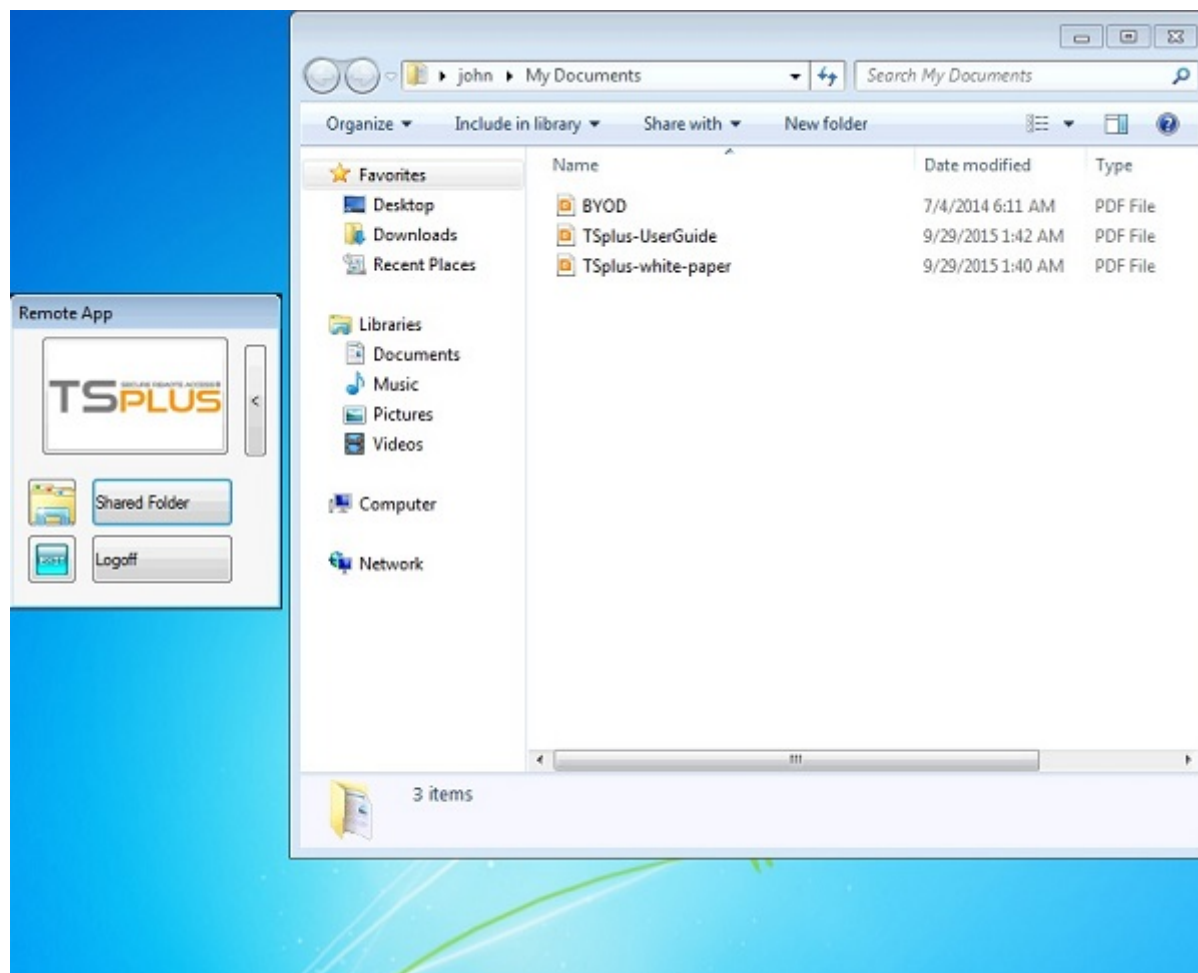 john My Documents
Search My Documents
Organize Include in library Share with New folder
Name Date modified Type
Favorites
Desktop
Downloads
Recent Places
Libraries
Documents
Music
Pictures
Videos
Computer
Network
BYOD 7/4/2014 6:11 AM PDF File
TSplus-UserGuide 9/29/2015 1:42 AM PDF File
TSplus-white-paper 9/29/2015 1:40 AM PDF File
3 items
Remote App
TSPLUS
SECURE REMOTE ACCESS
<
Shared Folder
Logoff